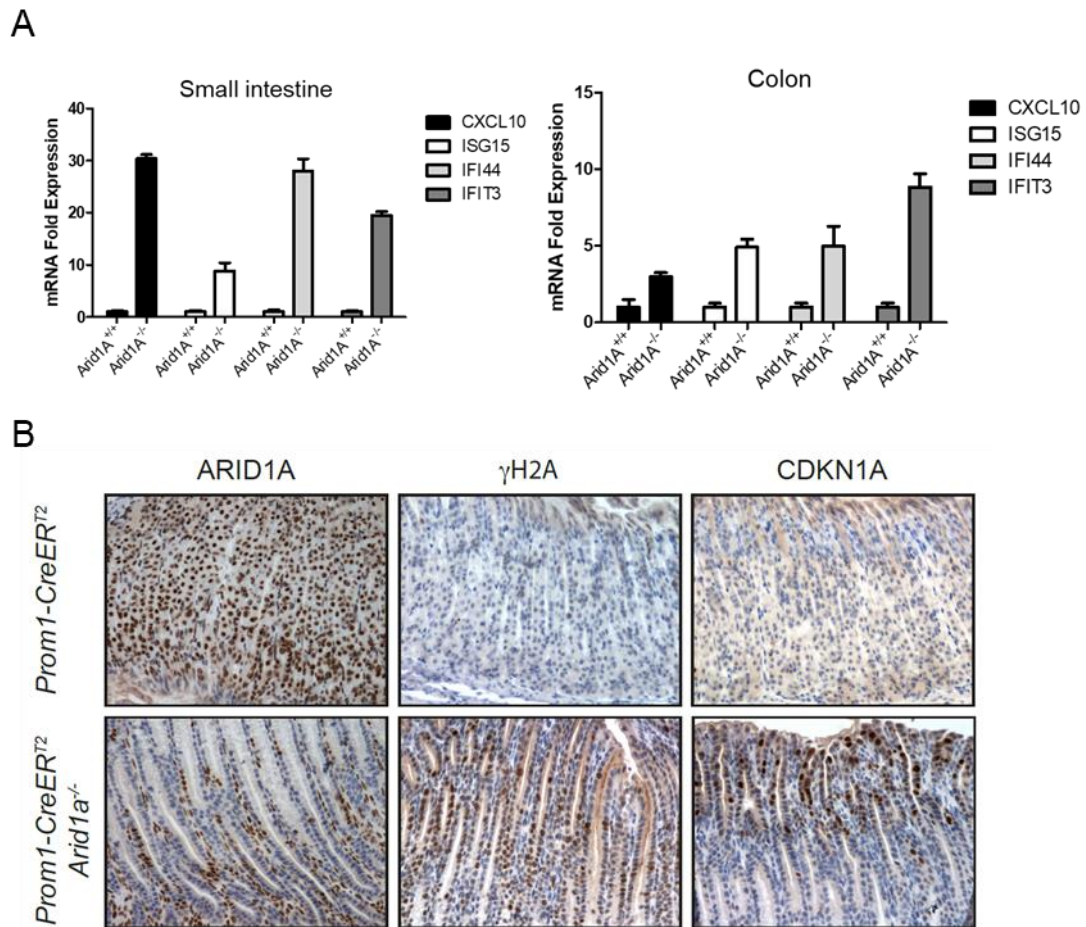 A
Small intestine
mRNA Fold Expression
40
30
20
10
0
Arid1A+/+
Arid1A-/-
Arid1A+/+
Arid1A-/-
Arid1A+/+
Arid1A-/-
Arid1A+/+
Arid1A-/-
CXCL10
ISG15
IFI44
IFIT3
Colon
mRNA Fold Expression
15
10
5
0
Arid1A+/+
Arid1A-/-
Arid1A+/+
Arid1A-/-
Arid1A+/+
Arid1A-/-
Arid1A+/+
Arid1A-/-
CXCL10
ISG15
IFI44
IFIT3
B
ARID1A
γH2A
CDKN1A
Prom1-CreERT2
Prom1-CreERT2
Arid1a-/-